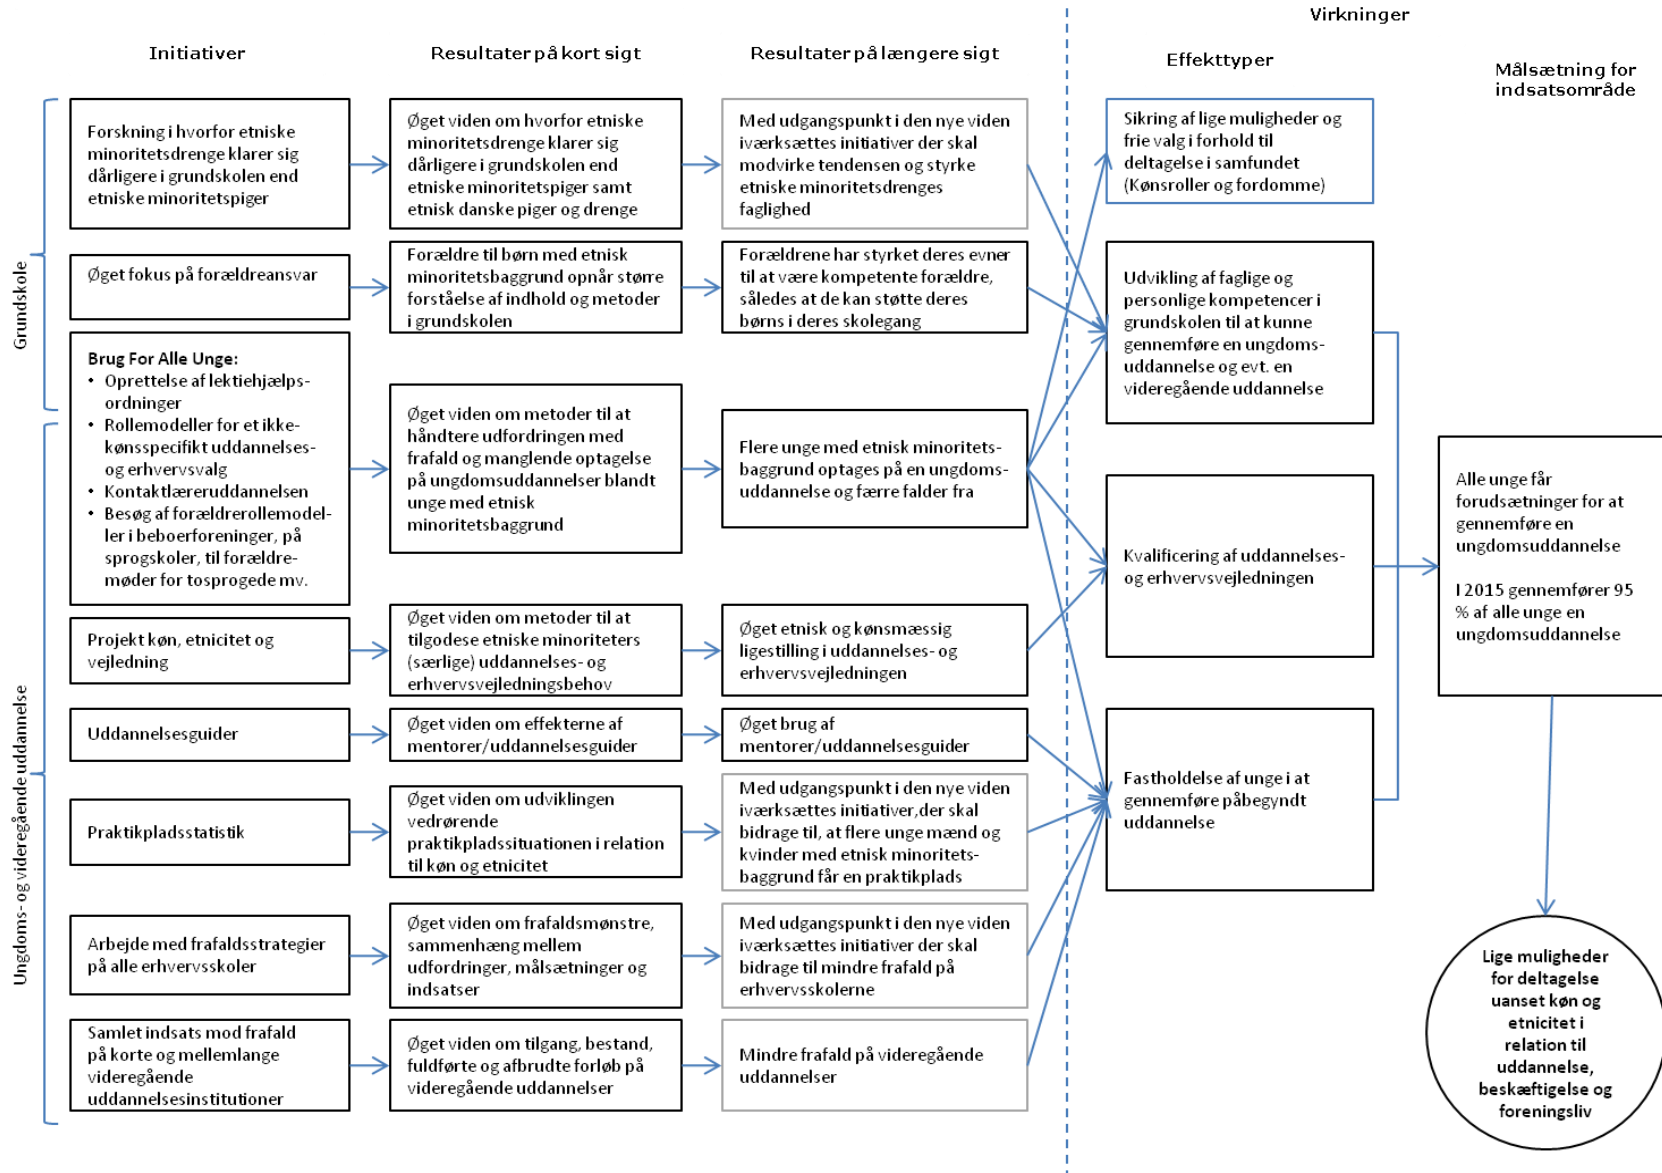 Virkninger
Initiativer
Resultater på kort sigt
Resultater på længere sigt
Effekttyper
Målsætning for
indsatsområde
Grundskole
Forskning i hvorfor etniske
minoritetsdrenge klarer sig
dårligere i grundskolen end
etniske minoritetspiger
Øget viden om hvorfor etniske
minoritetsdrenge klarer sig
dårligere i grundskolen end
etniske minoritetspiger samt
etnisk danske piger og drenge
Med udgangspunkt i den nye viden
iværksættes initiativer der skal
modvirke tendensen og styrke
etniske minoritetsdrenges
faglighed
Sikring af lige muligheder og
frie valg i forhold til
deltagelse i samfundet
(Kønsroller og fordomme)
Øget fokus på forældreansvar
Forældre til børn med etnisk
minoritetsbaggrund opnår større
forståelse af indhold og metoder
i grundskolen
Forældrene har styrket deres evner
til at være kompetente forældre,
således at de kan støtte deres
børns i deres skolegang
Udvikling af faglige og
personlige kompetencer i
grundskolen til at kunne
gennemføre en ungdoms-
uddannelse og evt. en
videregående uddannelse
Brug For Alle Unge:
• Oprettelse af lektiehjælps-
ordninger
• Rollemodeller for et ikke-
kønsspecifikt uddannelses-
og erhvervsvalg
• Kontaktlæreruddannelsen
• Besøg af forældrerollemodel-
ler i beboerforeninger, på
sprogskoler, til forældre-
møder for tosprogede mv.
Øget viden om metoder til at
håndtere udfordringen med
frafald og manglende optagelse
på ungdomsuddannelser blandt
unge med etnisk
minoritetsbaggrund
Flere unge med etnisk minoritets-
baggrund optages på en ungdoms-
uddannelse og færre falder fra
Kvalificering af uddannelses-
og erhvervsvejledningen
Alle unge får
forudsætninger for at
gennemføre en
ungdomsuddannelse
I 2015 gennemfører 95
% af alle unge en
ungdomsuddannelse
Ungdoms- og videregående uddannelse
Projekt køn, etnicitet og
vejledning
Øget viden om metoder til at
tilgodese etniske minoriteters
(særlige) uddannelses- og
erhvervsvejledningsbehov
Øget etnisk og kønsmæssig
ligestilling i uddannelses- og
erhvervsvejledningen
Uddannelsesguider
Øget viden om effekterne af
mentorer/uddannelsesguider
Øget brug af
mentorer/uddannelsesguider
Fastholdelse af unge i at
gennemføre påbegyndt
uddannelse
Praktikpladsstatistik
Øget viden om udviklingen
vedrørende
praktikpladssituationen i relation
til køn og etnicitet
Med udgangspunkt i den nye viden
iværksættes initiativer,der skal
bidrage til, at flere unge mænd og
kvinder med etnisk minoritets-
baggrund får en praktikplads
Arbejde med frafaldsstrategier
på alle erhvervsskoler
Øget viden om frafaldsmønstre,
sammenhæng mellem
udfordringer, målsætninger og
indsatser
Med udgangspunkt i den nye viden
iværksættes initiativer der skal
bidrage til mindre frafald på
erhvervsskolerne
Samlet indsats mod frafald
på korte og mellemlange
videregående
uddannelsesinstitutioner
Øget viden om tilgang, bestand,
fuldførte og afbrudte forløb på
videregående uddannelser
Mindre frafald på videregående
uddannelser
Lige muligheder
for deltagelse
uanset køn og
etnicitet i
relation til
uddannelse,
beskæftigelse og
foreningsliv